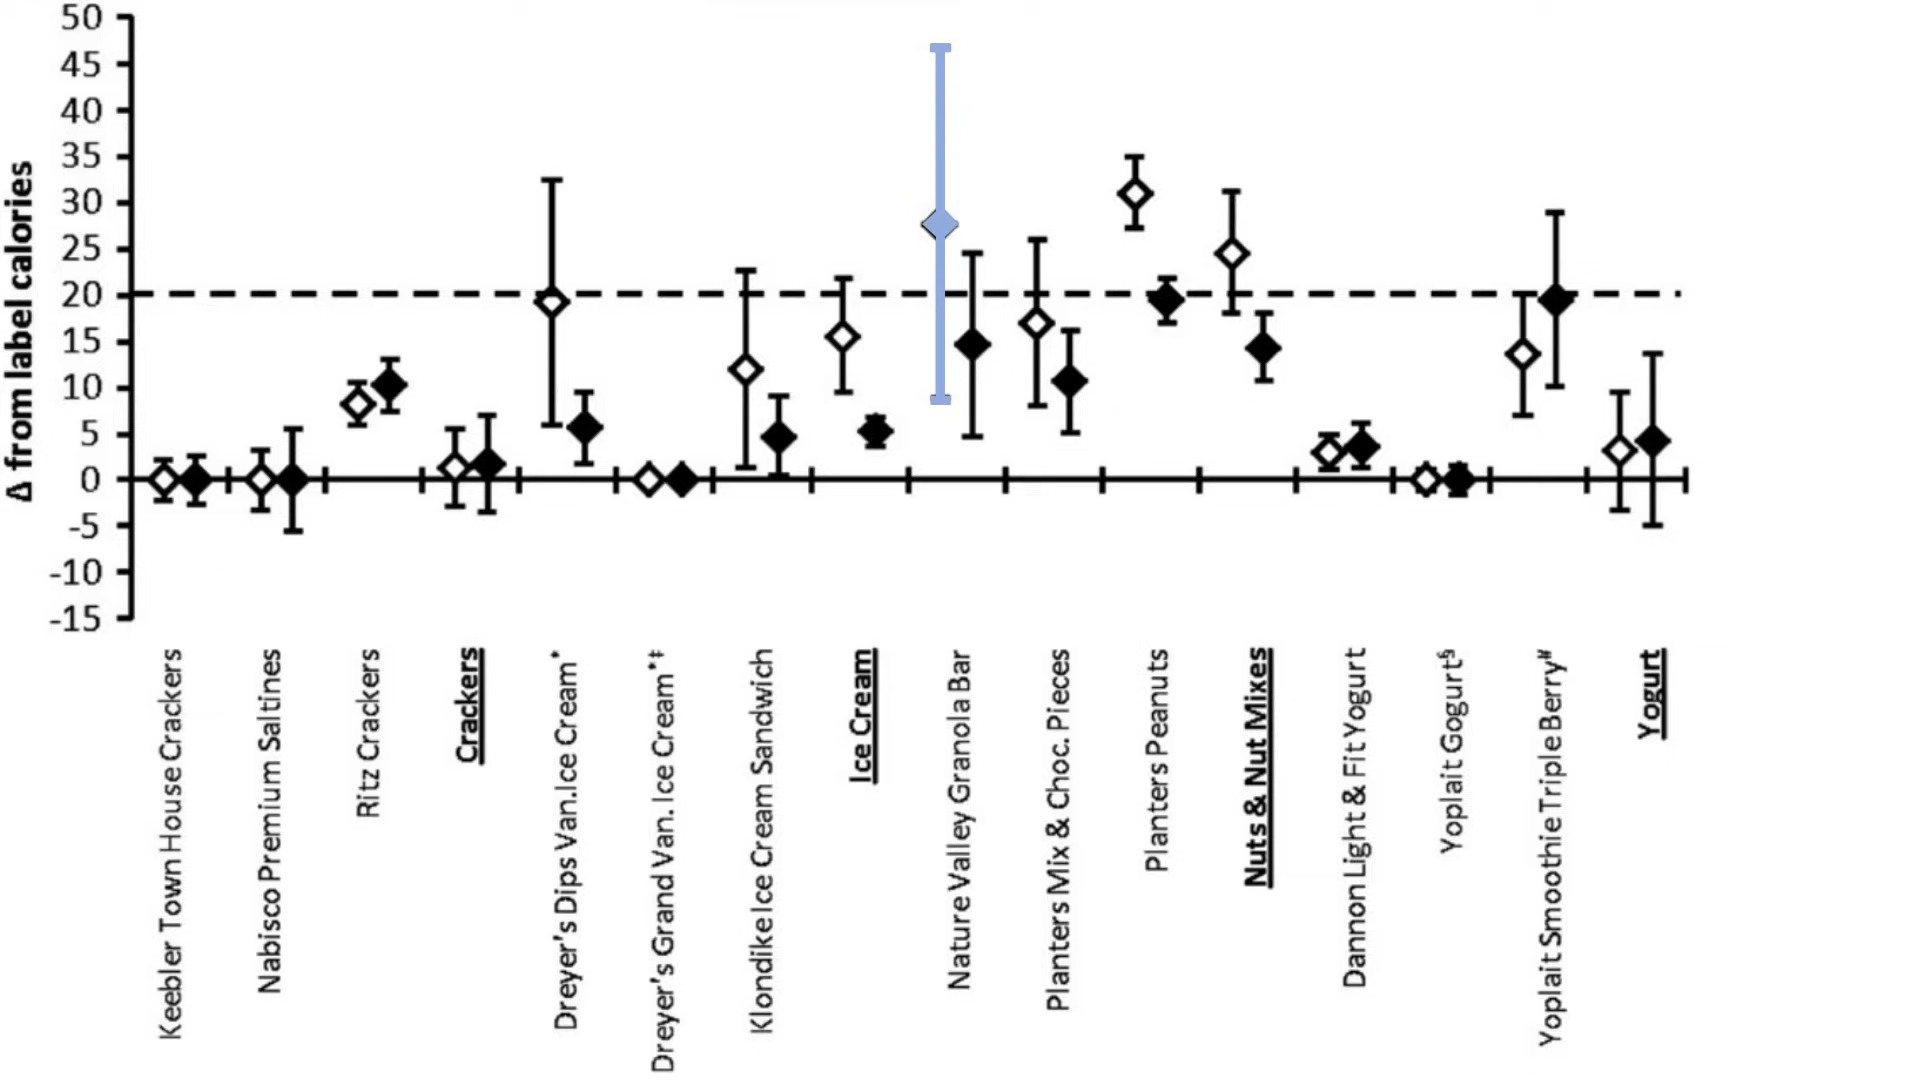 Δ from label calories
50
45
40
35
30
25
20
15
10
5
0
-5
-10
-15
Keebler Town House Crackers
Nabisco Premium Saltines
Ritz Crackers
Crackers
Dreyer's Dips Van.Ice Cream*
Dreyer's Grand Van. Ice Cream*‡
Klondike Ice Cream Sandwich
Ice Cream
Nature Valley Granola Bar
Planters Mix & Choc. Pieces
Planters Peanuts
Nuts & Nut Mixes
Dannon Light & Fit Yogurt
Yoplait Gogurt§
Yoplait Smoothie Triple Berry#
Yogurt